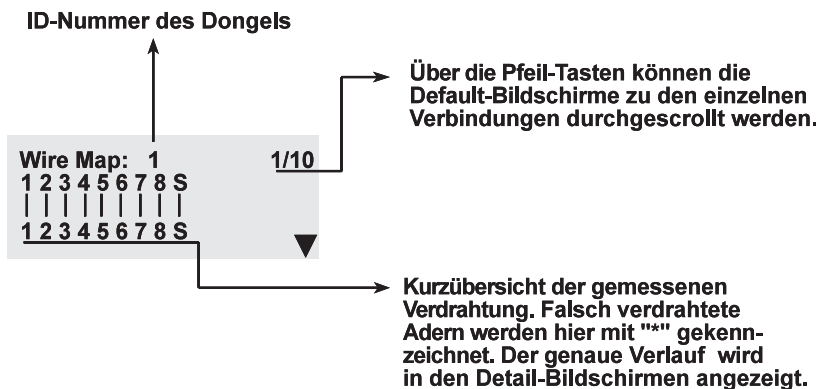 ID-Nummer des Dongels
Über die Pfeil-Tasten können die
Default-Bildschirme zu den einzelnen
Verbindungen durchgescrollt werden.
Wire Map: 1 1/10
1 2 3 4 5 6 7 8 S
| | | | | | | | |
1 2 3 4 5 6 7 8 S
Kurzübersicht der gemessenen
Verdrahtung. Falsch verdrahtete
Adern werden hier mit "*" gekenn-
zeichnet. Der genaue Verlauf wird
in den Detail-Bildschirmen angezeigt.